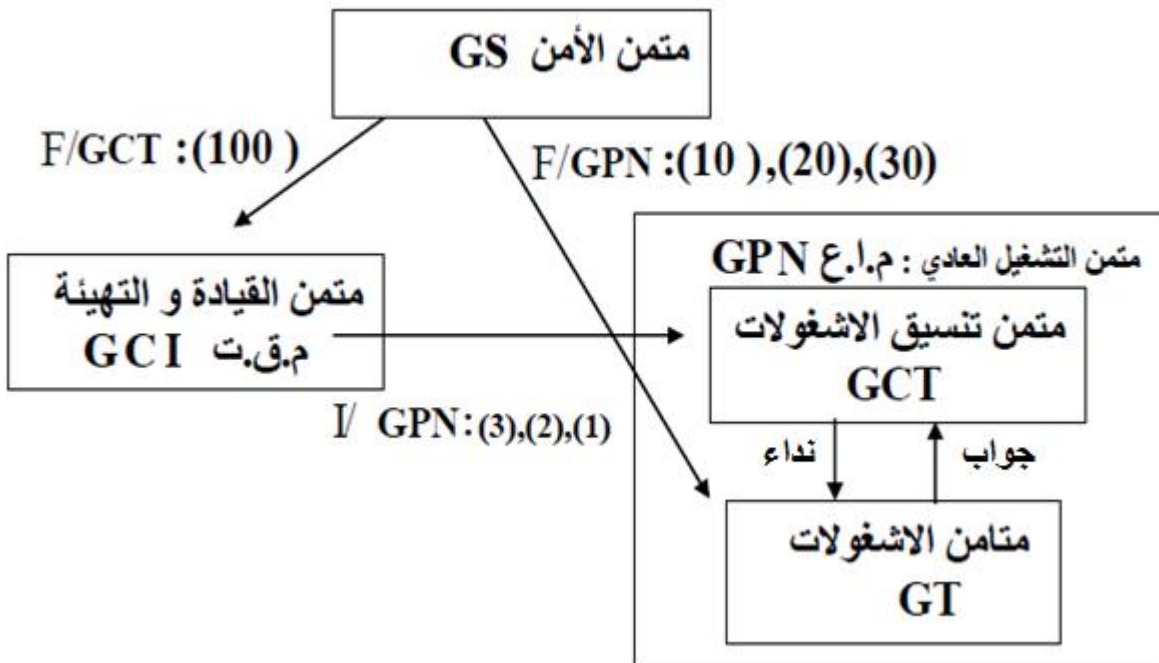 متمن الأمن GS
F/GCT :(100 )
F/GPN :(10 ),(20),(30)
متمن التشغيل العادي : م.ا.ع GPN
متمن القيادة و التهيئة
م.ق.ت GCI
متمن تنسيق الاشغولات
GCT
I/ GPN:(3),(2),(1)
نداء
جواب
متامن الاشغولات
GT